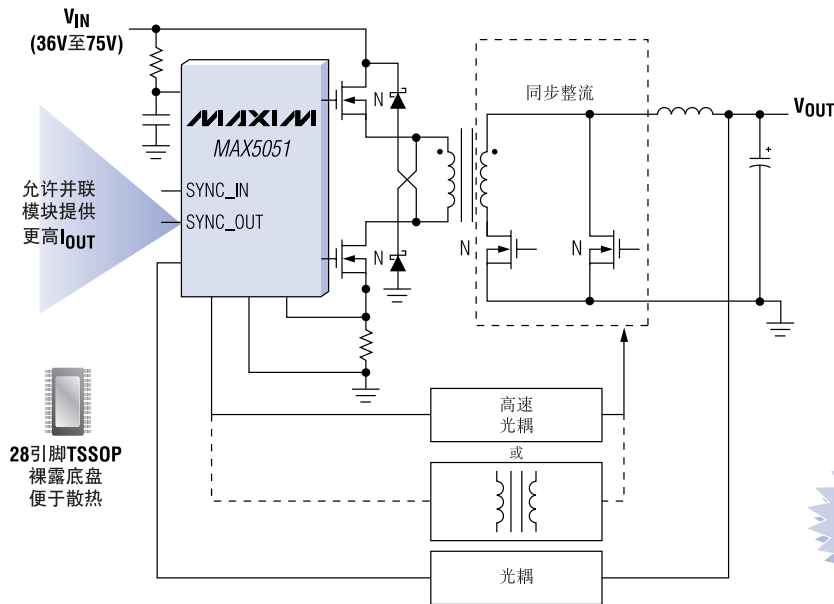 VIN
(36V至75V)
MAXIM
MAX5051
SYNC_IN
SYNC_OUT
允许并联
模块提供
更高IOUT
N
N
同步整流
N
N
VOUT
+
高速
光耦
或
光耦
28引脚TSSOP
裸露底盘
便于散热